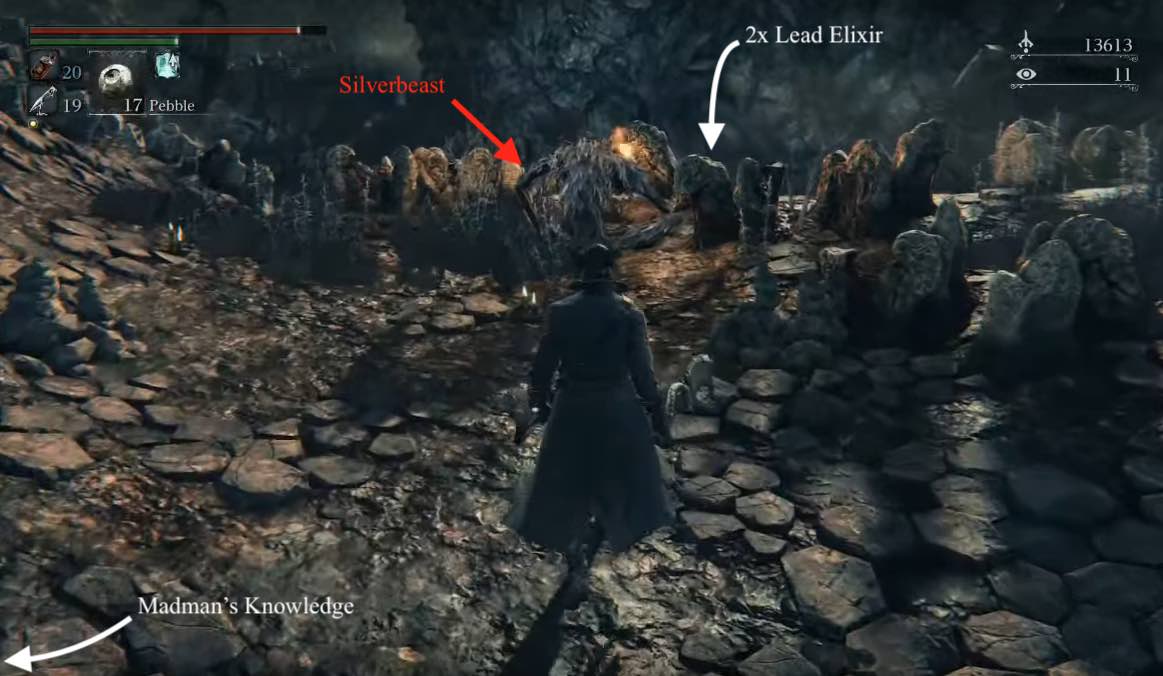 2x Lead Elixir
13613
Silverbeast
20
11
19
17 Pebble
Madman's Knowledge